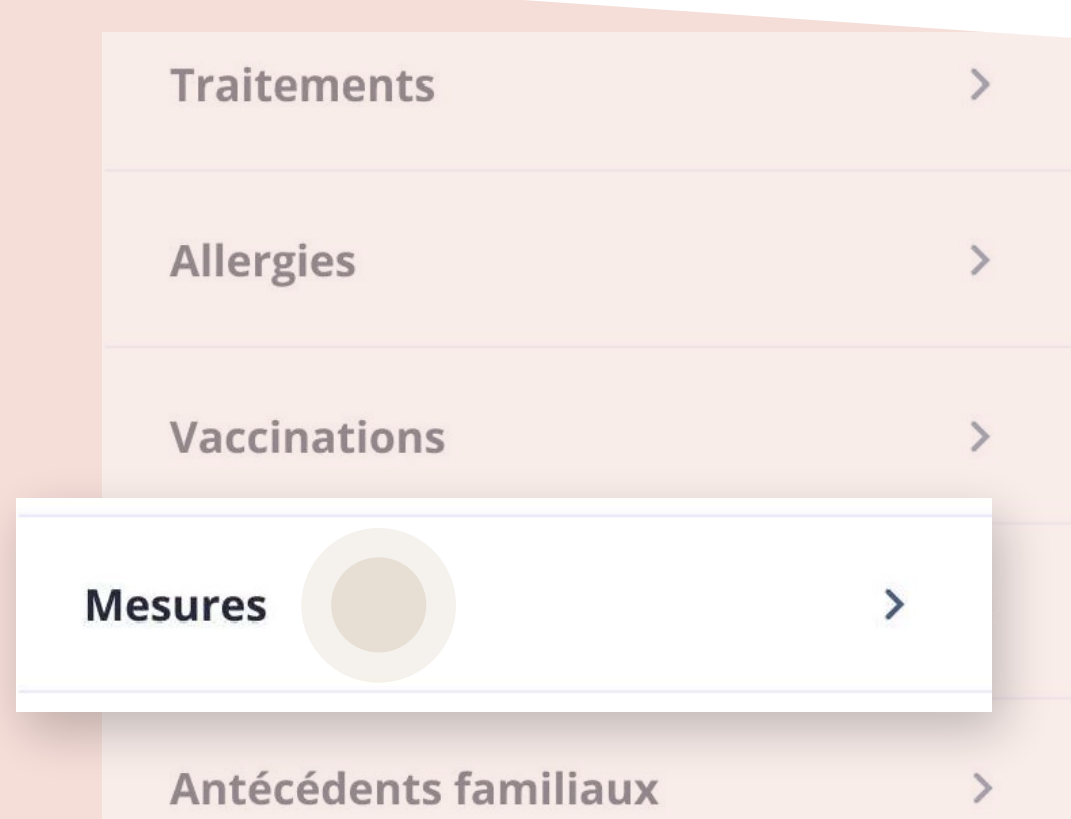 Traitements
Allergies
Vaccinations
Mesures
Antécédents familiaux